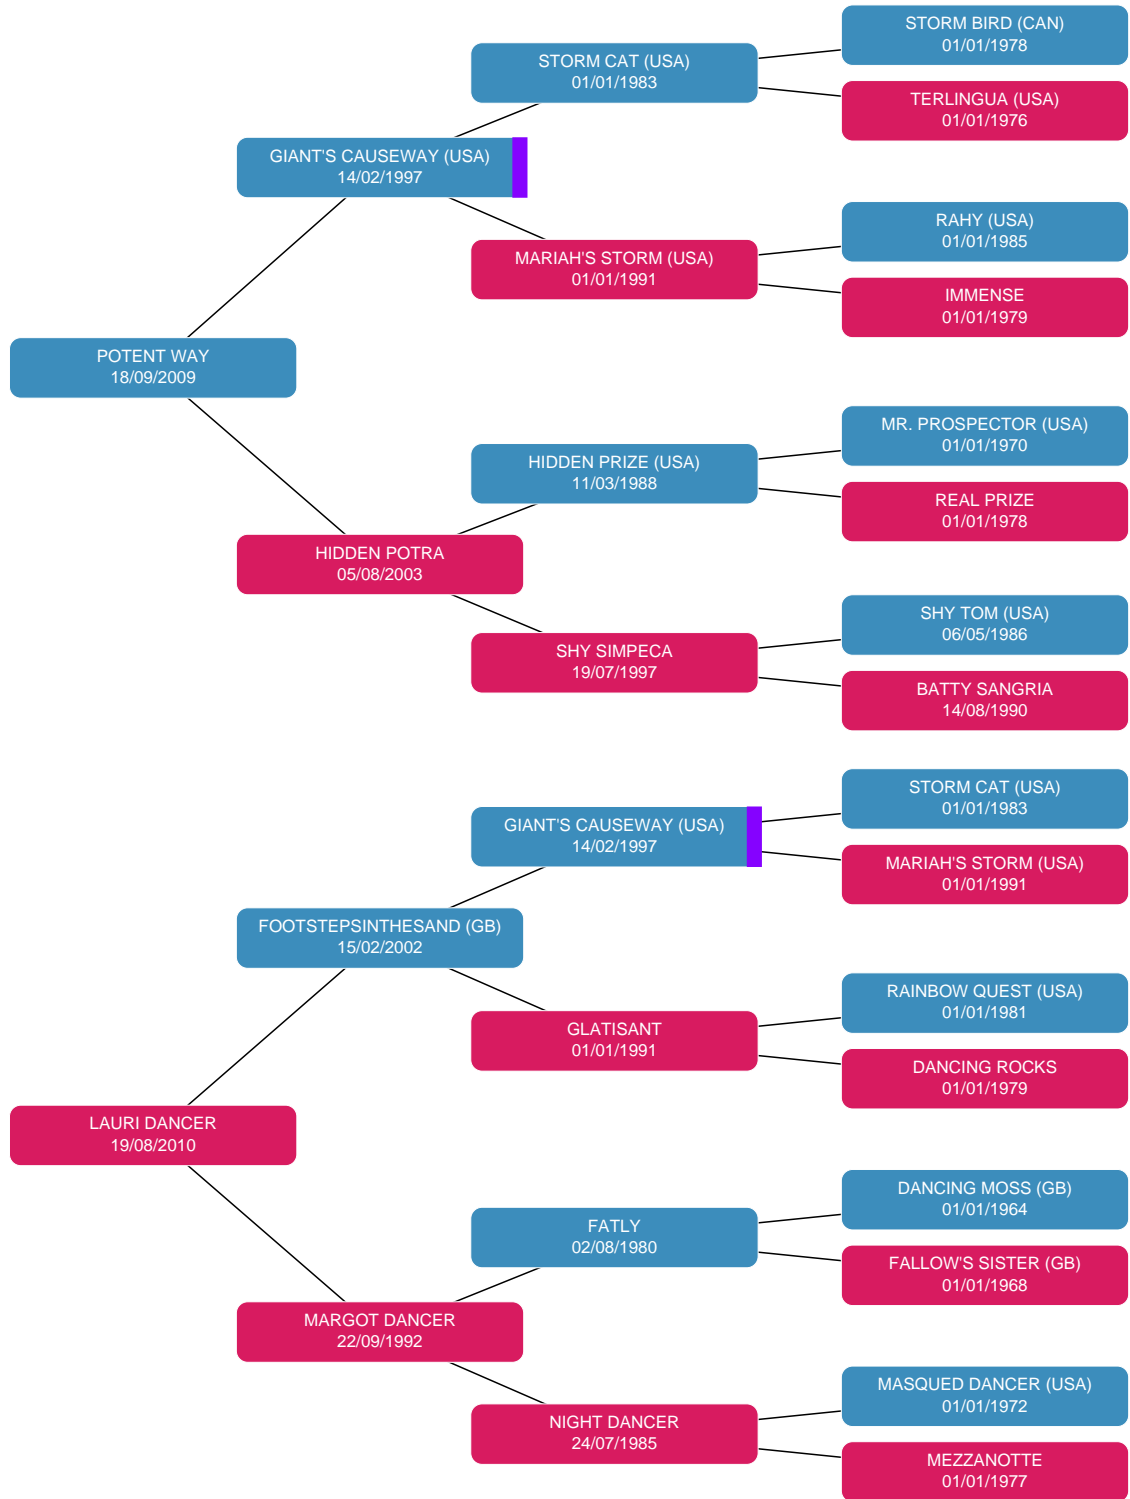 STORM BIRD (CAN)
01/01/1978
STORM CAT (USA)
01/01/1983
TERLINGUA (USA)
01/01/1976
GIANT'S CAUSEWAY (USA)
14/02/1997
RAHY (USA)
01/01/1985
MARIAH'S STORM (USA)
01/01/1991
IMMENSE
01/01/1979
POTENT WAY
18/09/2009
MR. PROSPECTOR (USA)
01/01/1970
HIDDEN PRIZE (USA)
11/03/1988
REAL PRIZE
01/01/1978
HIDDEN POTRA
05/08/2003
SHY TOM (USA)
06/05/1986
SHY SIMPECA
19/07/1997
BATTY SANGRIA
14/08/1990
STORM CAT (USA)
01/01/1983
GIANT'S CAUSEWAY (USA)
14/02/1997
MARIAH'S STORM (USA)
01/01/1991
FOOTSTEPSINTHESAND (GB)
15/02/2002
RAINBOW QUEST (USA)
01/01/1981
GLATISANT
01/01/1991
DANCING ROCKS
01/01/1979
LAURI DANCER
19/08/2010
DANCING MOSS (GB)
01/01/1964
FATLY
02/08/1980
FALLOW'S SISTER (GB)
01/01/1968
MARGOT DANCER
22/09/1992
MASQUED DANCER (USA)
01/01/1972
NIGHT DANCER
24/07/1985
MEZZANOTTE
01/01/1977